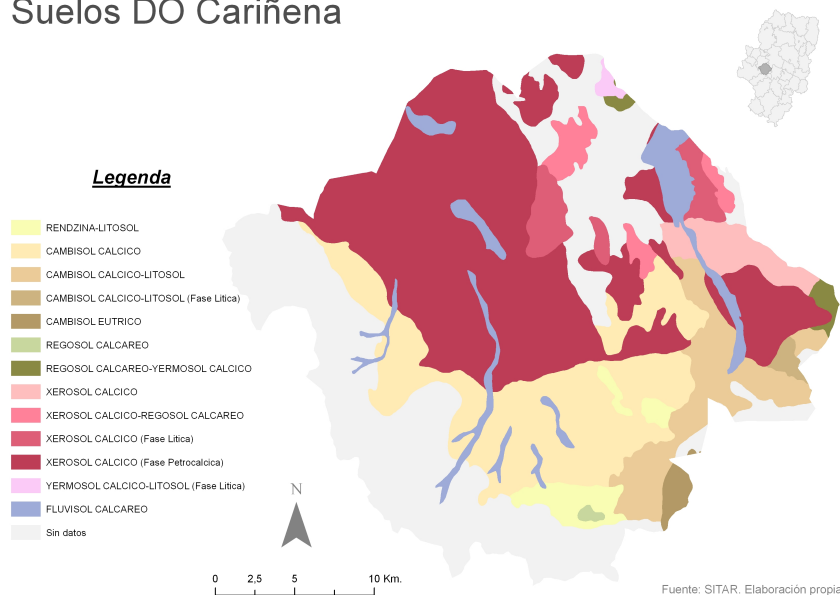 Suelos DO Cariñena
Legenda
RENDZINA-LITOSOL
CAMBISOL CALCICO
CAMBISOL CALCICO-LITOSOL
CAMBISOL CALCICO-LITOSOL (Fase Litica)
CAMBISOL EUTRICO
REGOSOL CALCAREO
REGOSOL CALCAREO-YERMOSOL CALCICO
XEROSOL CALCICO
XEROSOL CALCICO-REGOSOL CALCAREO
XEROSOL CALCICO (Fase Litica)
XEROSOL CALCICO (Fase Petrocalcica)
YERMOSOL CALCICO-LITOSOL (Fase Litica)
FLUVISOL CALCAREO
Sin datos
N
0 2,5 5 10 Km.
Fuente: SITAR. Elaboración propia